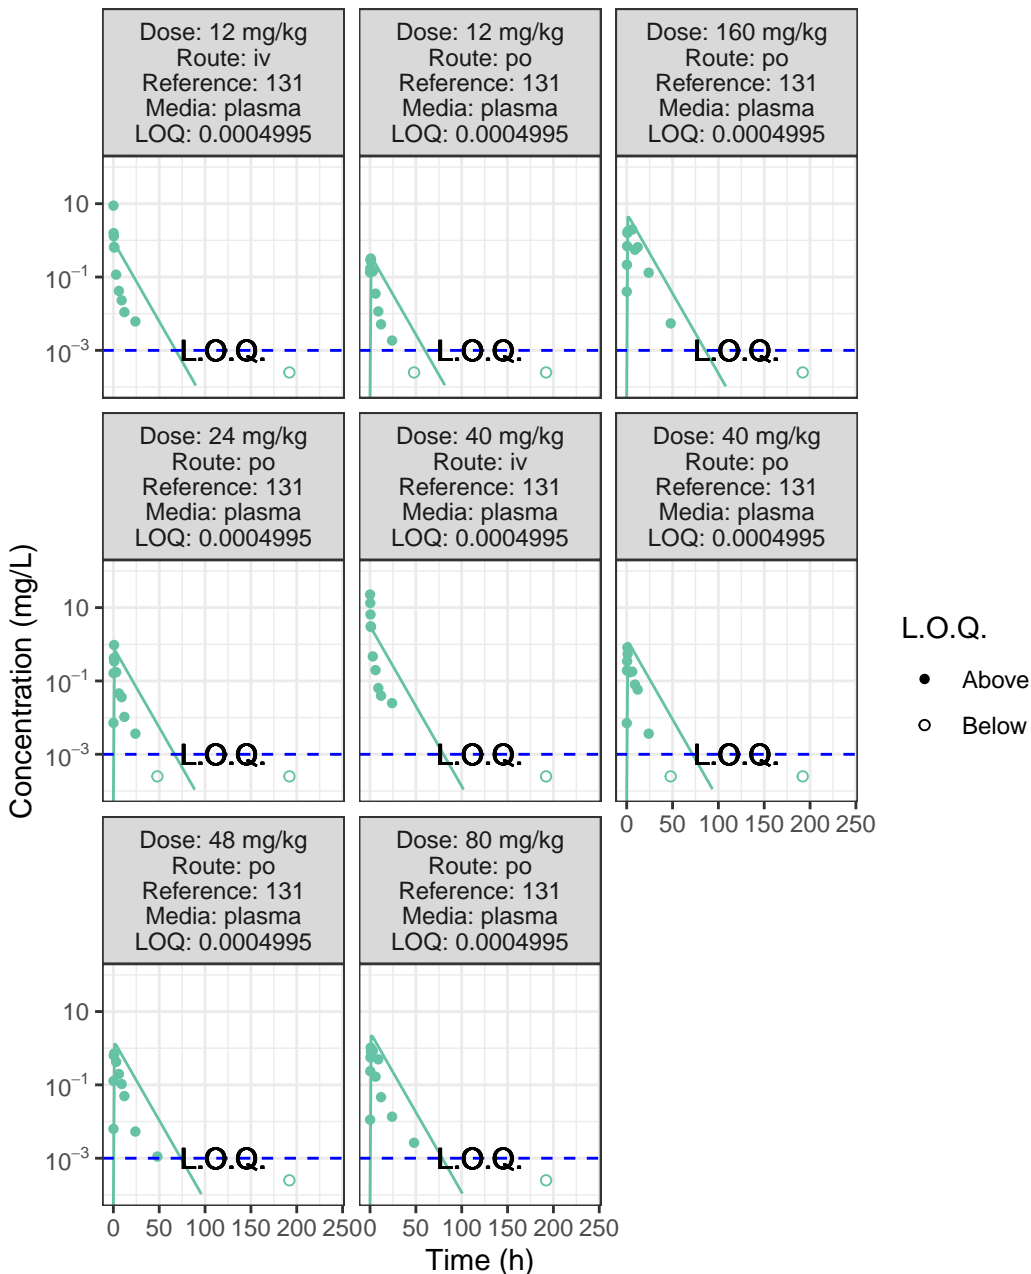 Dose: 12 mg/kg
Route: iv
Reference: 131
Media: plasma
LOQ: 0.0004995
Dose: 12 mg/kg
Route: po
Reference: 131
Media: plasma
LOQ: 0.0004995
Dose: 160 mg/kg
Route: po
Reference: 131
Media: plasma
LOQ: 0.0004995
10
10⁻¹
10⁻³
L.O.Q.
L.O.Q.
L.O.Q.
Dose: 24 mg/kg
Route: po
Reference: 131
Media: plasma
LOQ: 0.0004995
Dose: 40 mg/kg
Route: iv
Reference: 131
Media: plasma
LOQ: 0.0004995
Dose: 40 mg/kg
Route: po
Reference: 131
Media: plasma
LOQ: 0.0004995
Concentration (mg/L)
10
10⁻¹
10⁻³
L.O.Q.
L.O.Q.
L.O.Q.
0 50 100 150 200 250
L.O.Q.
Above
Below
Dose: 48 mg/kg
Route: po
Reference: 131
Media: plasma
LOQ: 0.0004995
Dose: 80 mg/kg
Route: po
Reference: 131
Media: plasma
LOQ: 0.0004995
10
10⁻¹
10⁻³
L.O.Q.
L.O.Q.
0 50 100 150 200 250
0 50 100 150 200 250
Time (h)